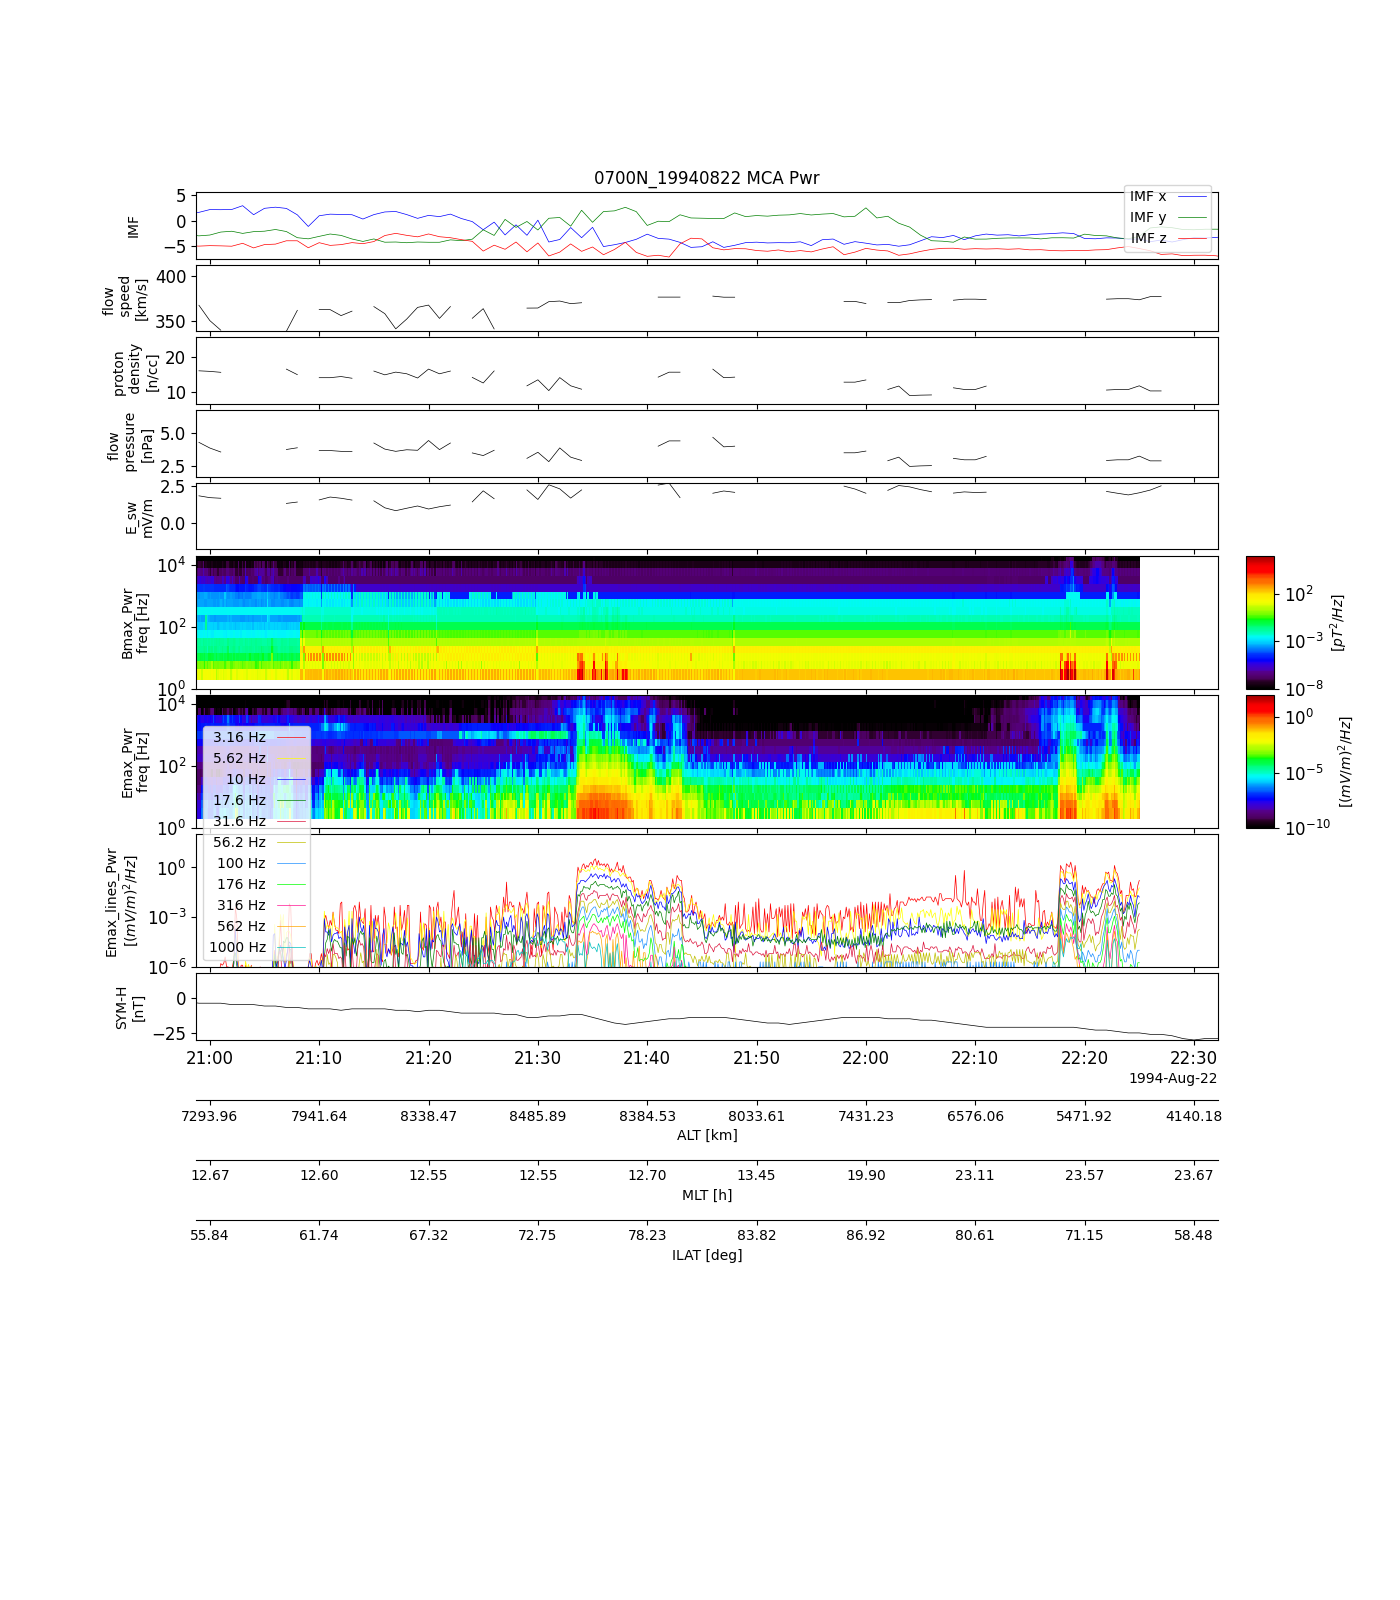 0700N_19940822 MCA Pwr
5
0
−5
IMF
IMF x
IMF y
IMF z
400
350
flow
speed
[km/s]
20
10
proton
density
[n/cc]
5.0
2.5
flow
pressure
[nPa]
2.5
0.0
E_sw
mV/m
10^4
10^2
10^0
Bmax_Pwr
freq [Hz]
10^2
10^−3
10^−8
[pT^2/Hz]
10^4
10^2
10^0
Emax_Pwr
freq [Hz]
10^0
10^−5
10^−10
[(mV/m)^2/Hz]
3.16 Hz
5.62 Hz
10 Hz
17.6 Hz
31.6 Hz
56.2 Hz
100 Hz
176 Hz
316 Hz
562 Hz
1000 Hz
10^0
10^−3
10^−6
Emax_lines_Pwr
[(mV/m)^2/Hz]
0
−25
SYM-H
[nT]
21:00 21:10 21:20 21:30 21:40 21:50 22:00 22:10 22:20 22:30
1994-Aug-22
7293.96 7941.64 8338.47 8485.89 8384.53 8033.61 7431.23 6576.06 5471.92 4140.18
ALT [km]
12.67 12.60 12.55 12.55 12.70 13.45 19.90 23.11 23.57 23.67
MLT [h]
55.84 61.74 67.32 72.75 78.23 83.82 86.92 80.61 71.15 58.48
ILAT [deg]